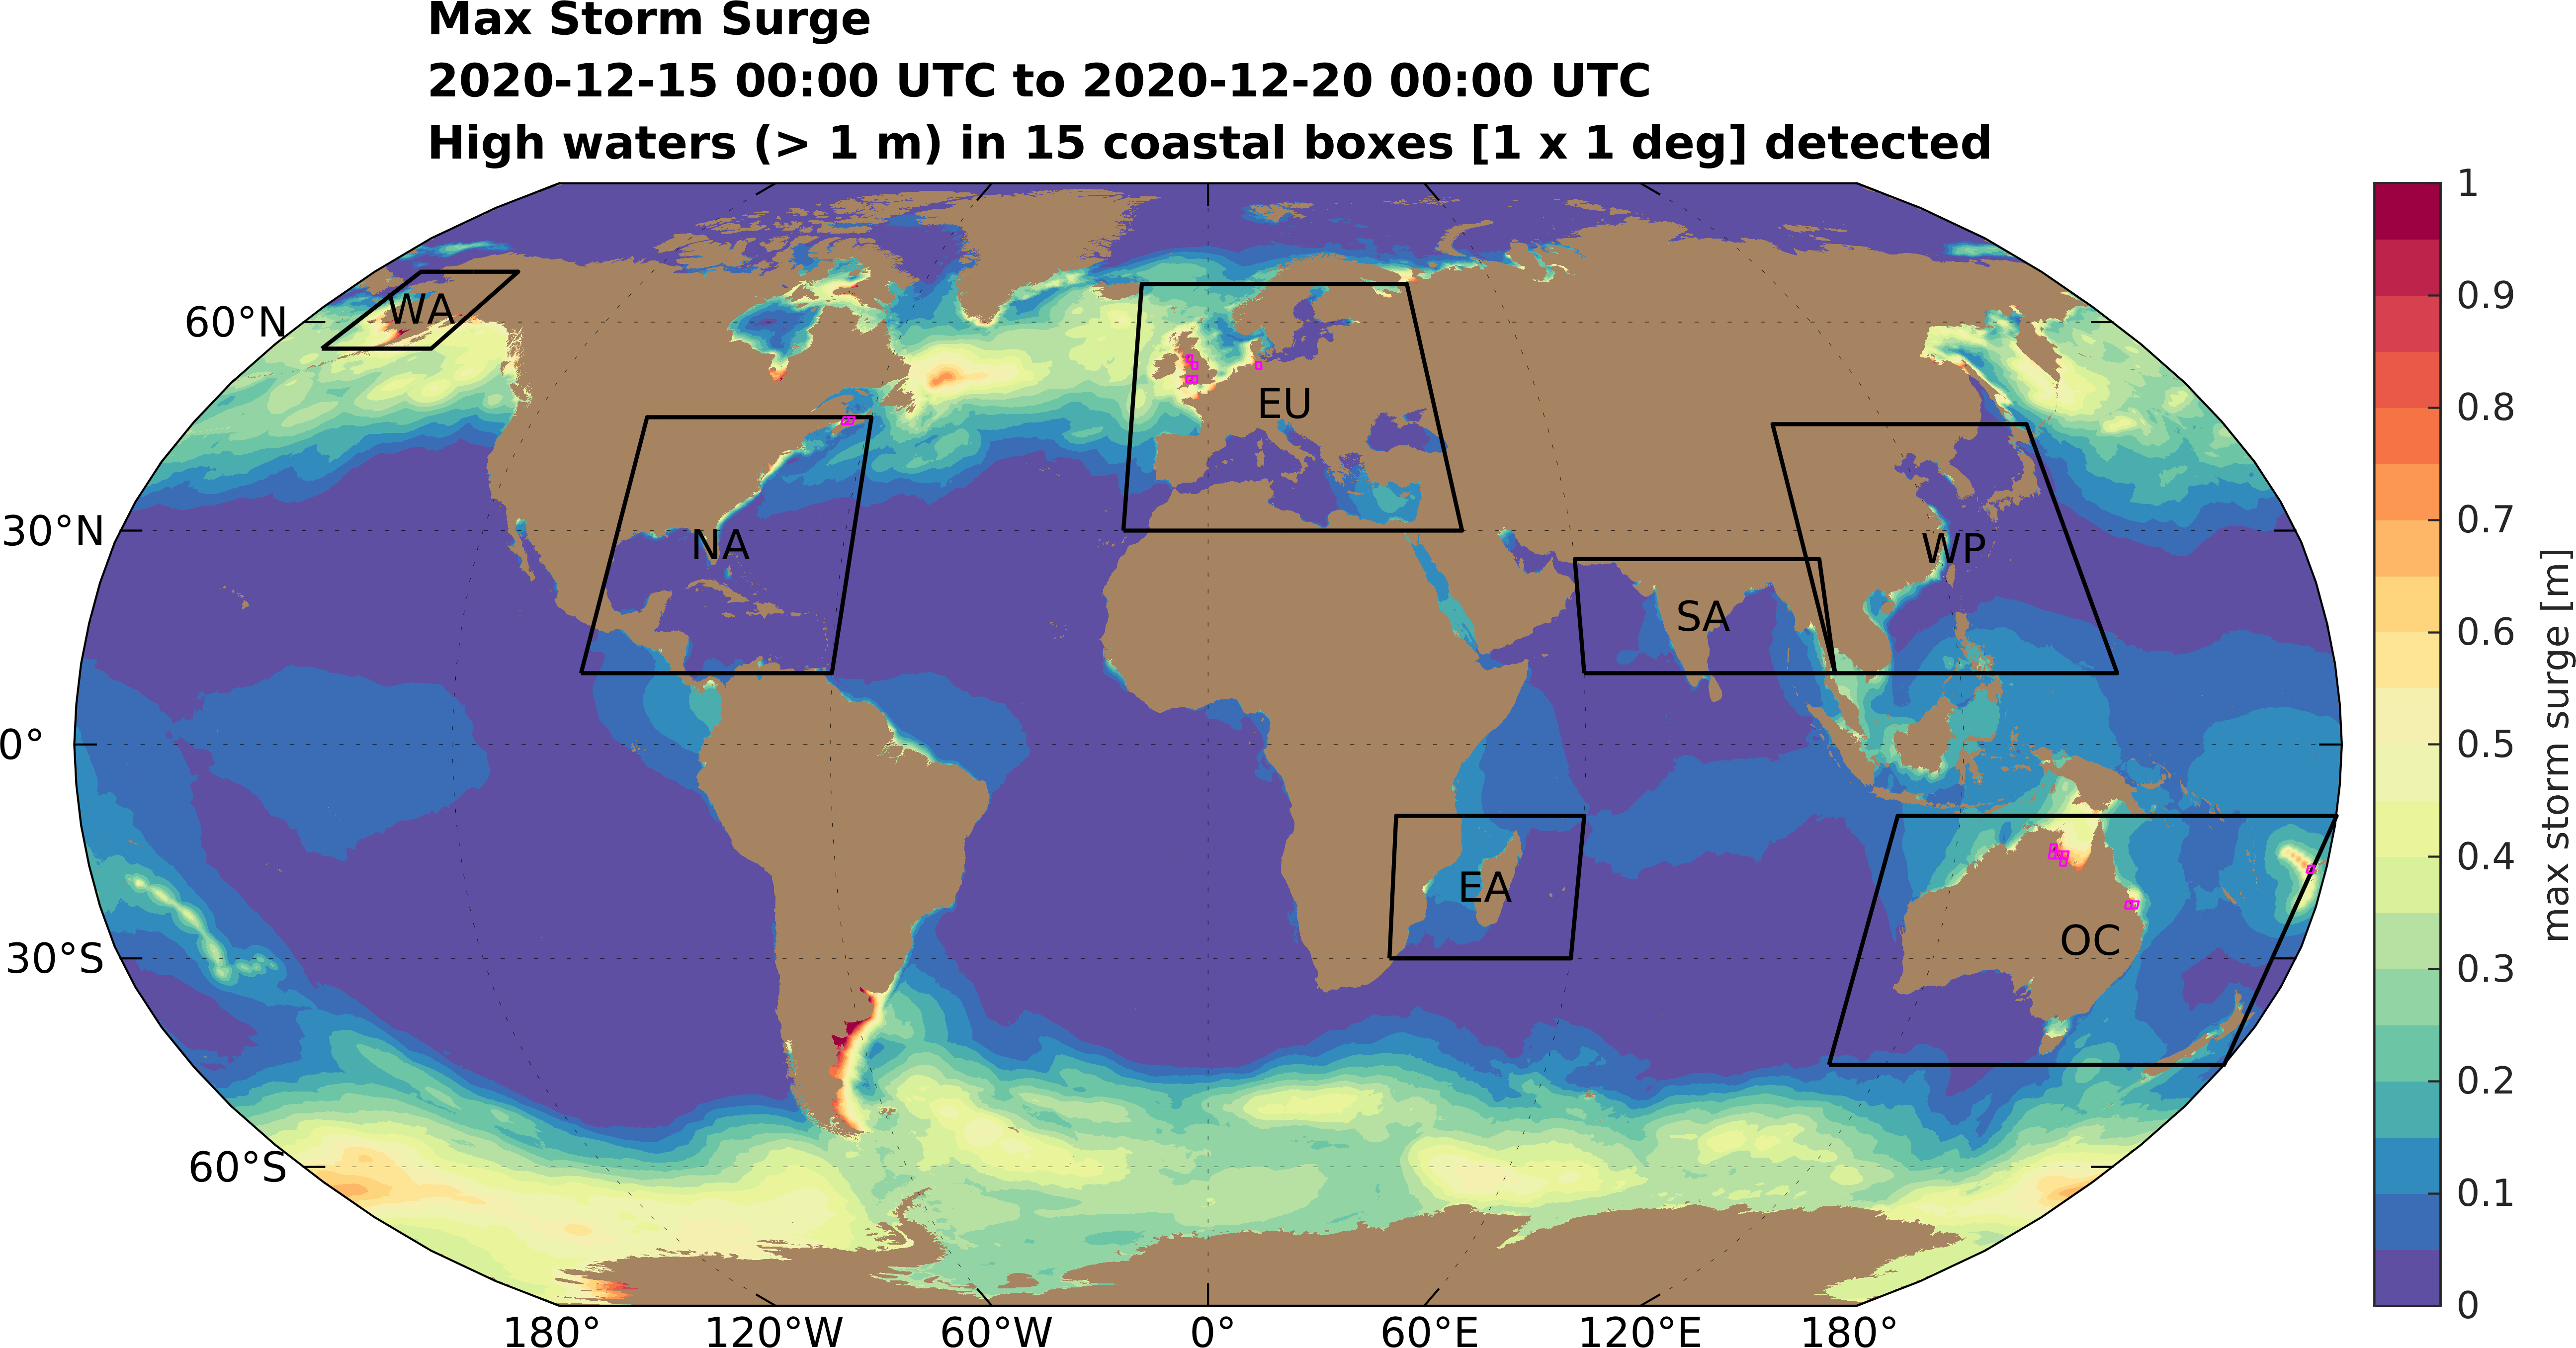 Max Storm Surge
2020-12-15 00:00 UTC to 2020-12-20 00:00 UTC
High waters (> 1 m) in 15 coastal boxes [1 x 1 deg] detected
60°N
30°N
0°
30°S
60°S
WA
NA
EU
SA
WP
EA
OC
180°
120°W
60°W
0°
60°E
120°E
180°
1
0.9
0.8
0.7
0.6
0.5
0.4
0.3
0.2
0.1
0
max storm surge [m]